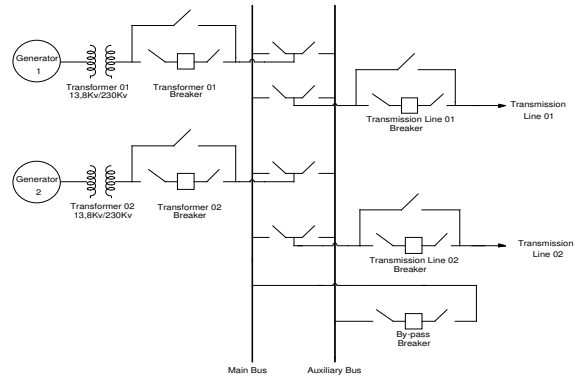 Generator
1
Transformer 01
13,8Kv/230Kv
Transformer 01
Breaker
Transmission Line 01
Breaker
Transmission
Line 01
Generator
2
Transformer 02
13,8Kv/230Kv
Transformer 02
Breaker
Transmission Line 02
Breaker
Transmission
Line 02
By-pass
Breaker
Main Bus
Auxiliary Bus